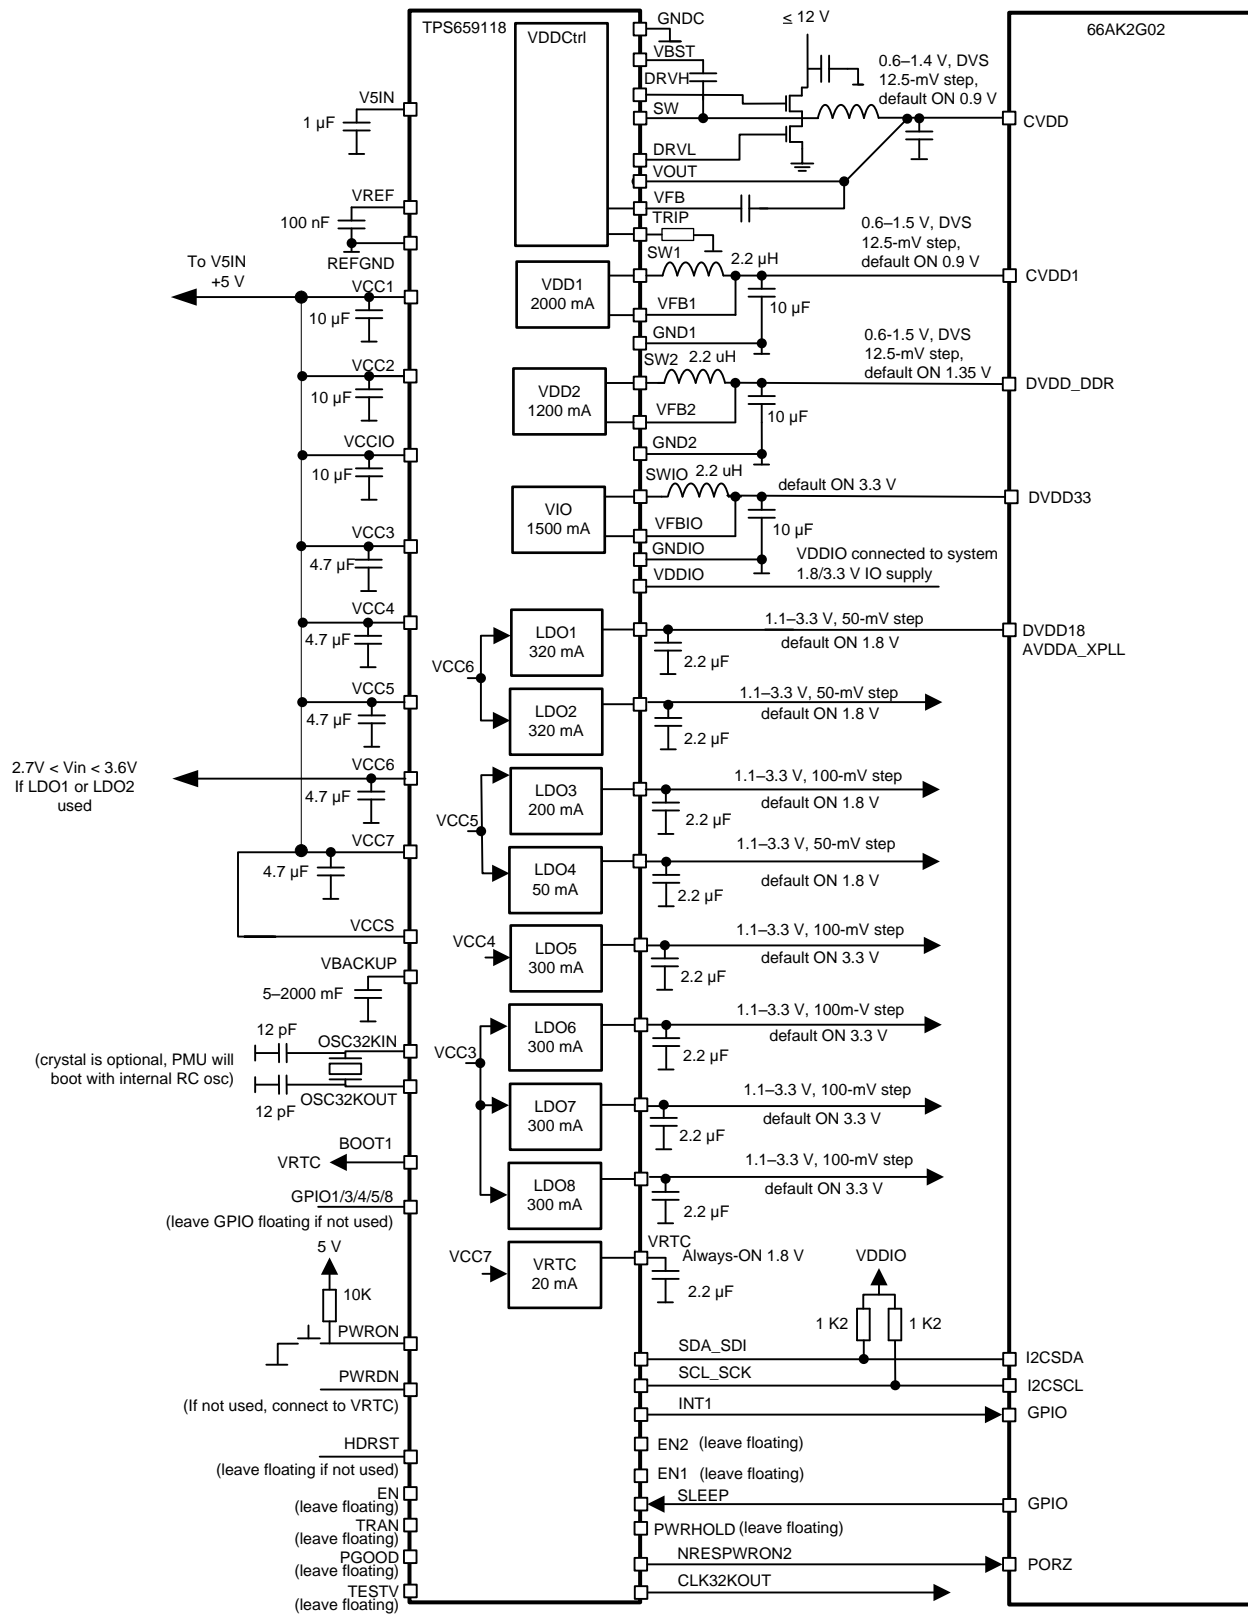 TPS659118
VDDCtrl
GNDC
VBST
DRVH
SW
DRVL
VOUT
VFB
TRIP
≤ 12 V
0.6–1.4 V, DVS
12.5-mV step,
default ON 0.9 V
66AK2G02
CVDD
V5IN
1 µF
VREF
100 nF
REFGND
To V5IN
+5 V
VCC1
10 µF
VDD1
2000 mA
SW1
2.2 µH
VFB1
10 µF
GND1
0.6–1.5 V, DVS
12.5-mV step,
default ON 0.9 V
CVDD1
VCC2
10 µF
VDD2
1200 mA
SW2
2.2 uH
VFB2
10 µF
GND2
0.6-1.5 V, DVS
12.5-mV step,
default ON 1.35 V
DVDD_DDR
VCCIO
10 µF
VIO
1500 mA
SWIO
2.2 uH
VFBIO
10 µF
GNDIO
default ON 3.3 V
DVDD33
VDDIO
VDDIO connected to system
1.8/3.3 V IO supply
VCC3
4.7 µF
VCC4
4.7 µF
VCC6
LDO1
320 mA
2.2 µF
1.1–3.3 V, 50-mV step
default ON 1.8 V
DVDD18
AVDDA_XPLL
VCC5
4.7 µF
LDO2
320 mA
2.2 µF
1.1–3.3 V, 50-mV step
default ON 1.8 V
2.7V < Vin < 3.6V
If LDO1 or LDO2
used
VCC6
4.7 µF
VCC5
LDO3
200 mA
2.2 µF
1.1–3.3 V, 100-mV step
default ON 1.8 V
VCC7
4.7 µF
LDO4
50 mA
2.2 µF
1.1–3.3 V, 50-mV step
default ON 1.8 V
VCCS
VCC4
LDO5
300 mA
2.2 µF
1.1–3.3 V, 100-mV step
default ON 3.3 V
VBACKUP
5–2000 mF
12 pF
OSC32KIN
(crystal is optional, PMU will
boot with internal RC osc)
OSC32KOUT
12 pF
VCC3
LDO6
300 mA
2.2 µF
1.1–3.3 V, 100m-V step
default ON 3.3 V
LDO7
300 mA
2.2 µF
1.1–3.3 V, 100-mV step
default ON 3.3 V
BOOT1
VRTC
LDO8
300 mA
2.2 µF
1.1–3.3 V, 100-mV step
default ON 3.3 V
GPIO1/3/4/5/8
(leave GPIO floating if not used)
VCC7
VRTC
20 mA
VRTC
Always-ON 1.8 V
2.2 µF
VDDIO
1 K2
1 K2
5 V
10K
PWRON
SDA_SDI
I2CSDA
PWRDN
(If not used, connect to VRTC)
SCL_SCK
I2CSCL
INT1
GPIO
HDRST
(leave floating if not used)
EN2 (leave floating)
EN1 (leave floating)
EN
(leave floating)
SLEEP
GPIO
TRAN
(leave floating)
PWRHOLD (leave floating)
PGOOD
(leave floating)
NRESPWRON2
PORZ
TESTV
(leave floating)
CLK32KOUT